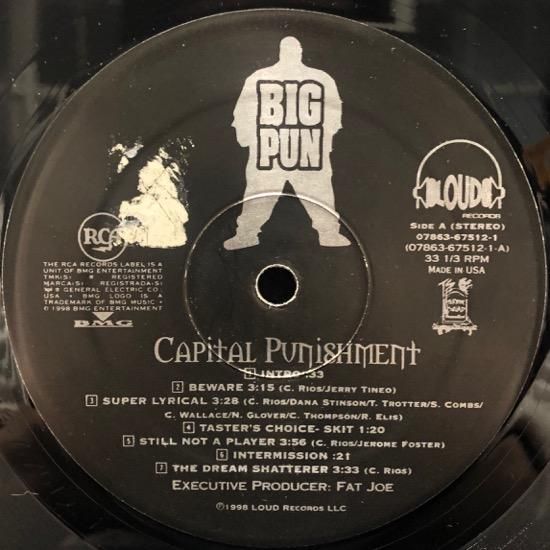 BIG
PUN
LOUD
RECORDS
SIDE A (STEREO)
07863-67512-1
(07863-67512-1-A)
33 1/3 RPM
MADE IN USA
RCA
THE RCA RECORDS LABEL IS A
UNIT OF BMG ENTERTAINMENT
TMK(S) ® REGISTERED
MARCA(S) REGISTRADA(S)
GENERAL ELECTRIC CO.
USA • BMG LOGO IS A
TRADEMARK OF BMG MUSIC •
© 1998 BMG ENTERTAINMENT
BMG
CAPITAL PUNISHMENT
1 INTRO :33
2 BEWARE 3:15 (C. RIOS/JERRY TINEO)
3 SUPER LYRICAL 3:28 (C. RIOS/DANA STINSON/T. TROTTER/S. COMBS/
C. WALLACE/N. GLOVER/C. THOMPSON/R. ELIS)
4 TASTER'S CHOICE- SKIT 1:20
5 STILL NOT A PLAYER 3:56 (C. RIOS/JEROME FOSTER)
6 INTERMISSION :21
7 THE DREAM SHATTERER 3:33 (C. RIOS)
EXECUTIVE PRODUCER: FAT JOE
℗1998 LOUD RECORDS LLC